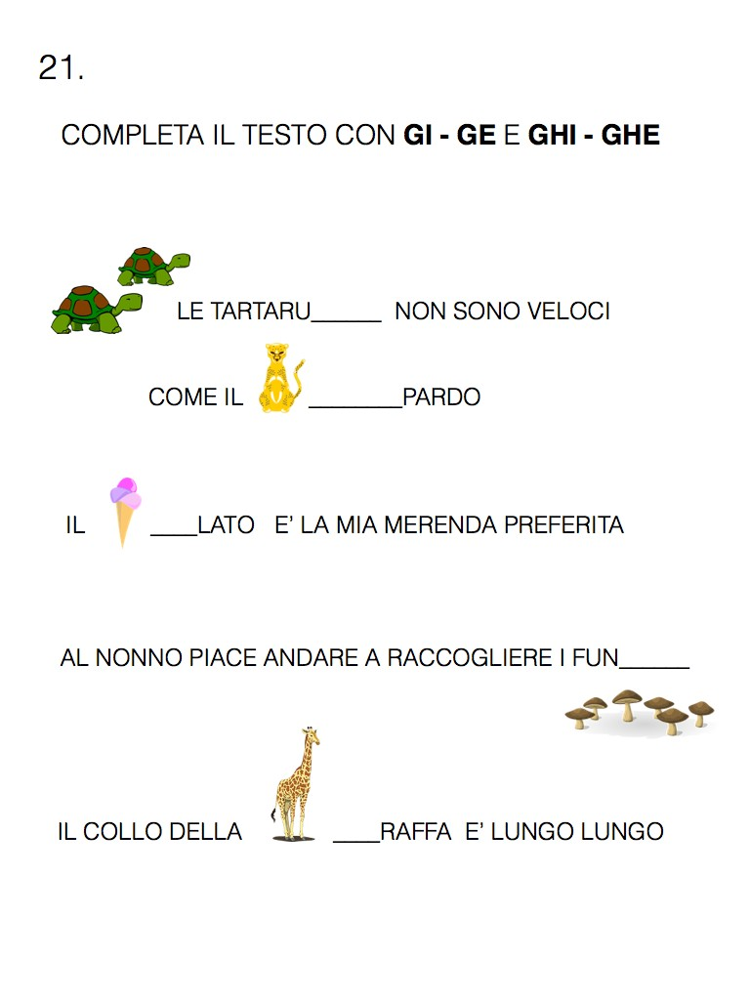 21.
COMPLETA IL TESTO CON GI - GE E GHI - GHE
LE TARTARU______ NON SONO VELOCI
COME IL ________PARDO
IL ____LATO E’ LA MIA MERENDA PREFERITA
AL NONNO PIACE ANDARE A RACCOGLIERE I FUN______
IL COLLO DELLA ____RAFFA E’ LUNGO LUNGO